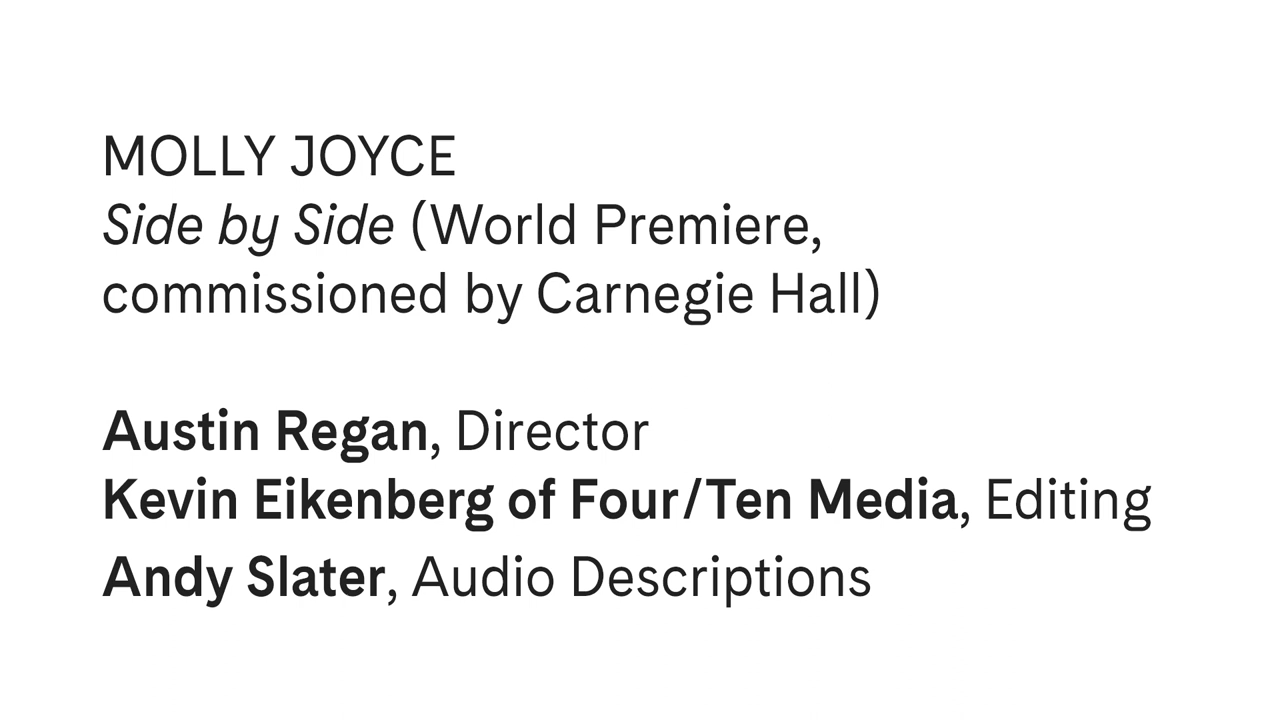 MOLLY JOYCE
Side by Side (World Premiere,
commissioned by Carnegie Hall)
Austin Regan, Director
Kevin Eikenberg of Four/Ten Media, Editing
Andy Slater, Audio Descriptions